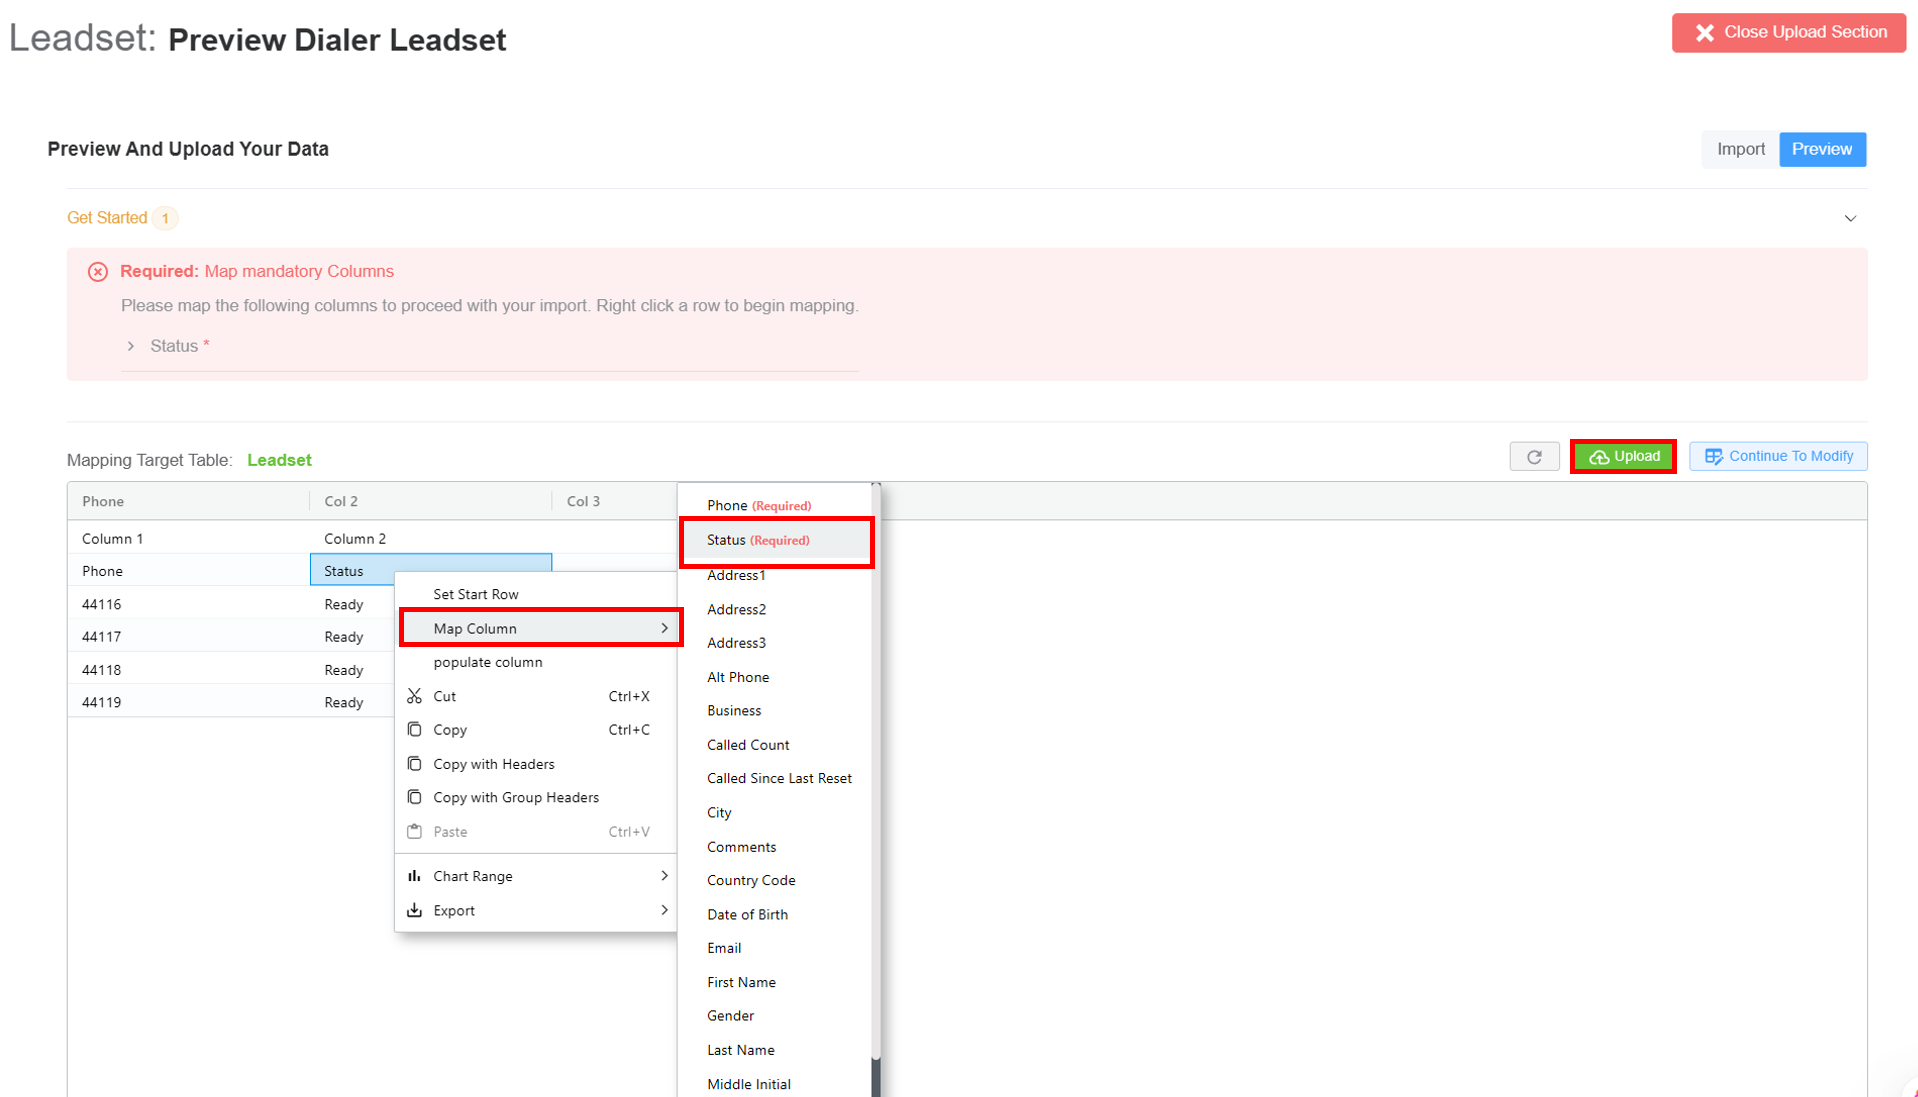 Leadset: Preview Dialer Leadset
Close Upload Section
Preview And Upload Your Data
Import
Preview
Get Started 1
Required: Map mandatory Columns
Please map the following columns to proceed with your import. Right click a row to begin mapping.
Status *
Mapping Target Table: Leadset
Upload
Continue To Modify
Phone
Col 2
Col 3
Column 1
Column 2
Phone
Status
44116
Ready
44117
Ready
44118
Ready
44119
Ready
Set Start Row
Map Column
populate column
Cut Ctrl+X
Copy Ctrl+C
Copy with Headers
Copy with Group Headers
Paste Ctrl+V
Chart Range
Export
Phone (Required)
Status (Required)
Address1
Address2
Address3
Alt Phone
Business
Called Count
Called Since Last Reset
City
Comments
Country Code
Date of Birth
Email
First Name
Gender
Last Name
Middle Initial